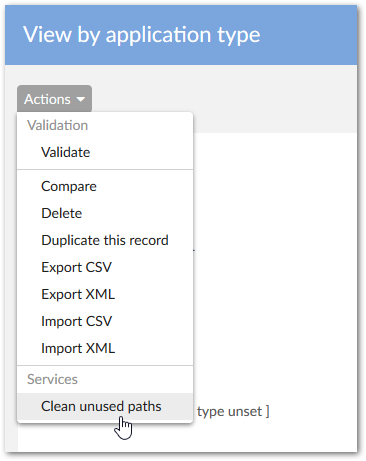 View by application type
Actions
Validation
Validate
Compare
Delete
Duplicate this record
Export CSV
Export XML
Import CSV
Import XML
Services
Clean unused paths
type unset ]